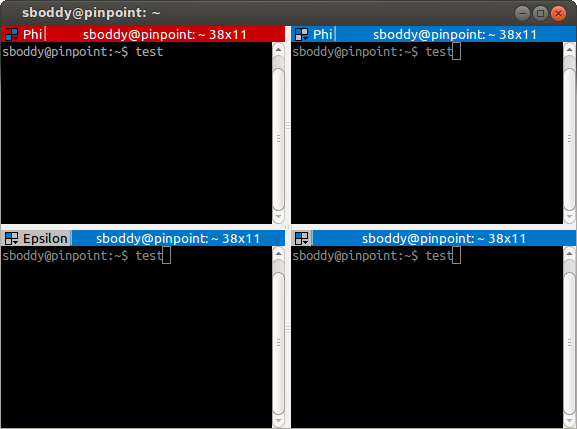 sboddy@pinpoint: ~
Phi sboddy@pinpoint: ~ 38x11
sboddy@pinpoint:~$ test
Phi sboddy@pinpoint: ~ 38x11
sboddy@pinpoint:~$ test
Epsilon sboddy@pinpoint: ~ 38x11
sboddy@pinpoint:~$ test
sboddy@pinpoint: ~ 38x11
sboddy@pinpoint:~$ test